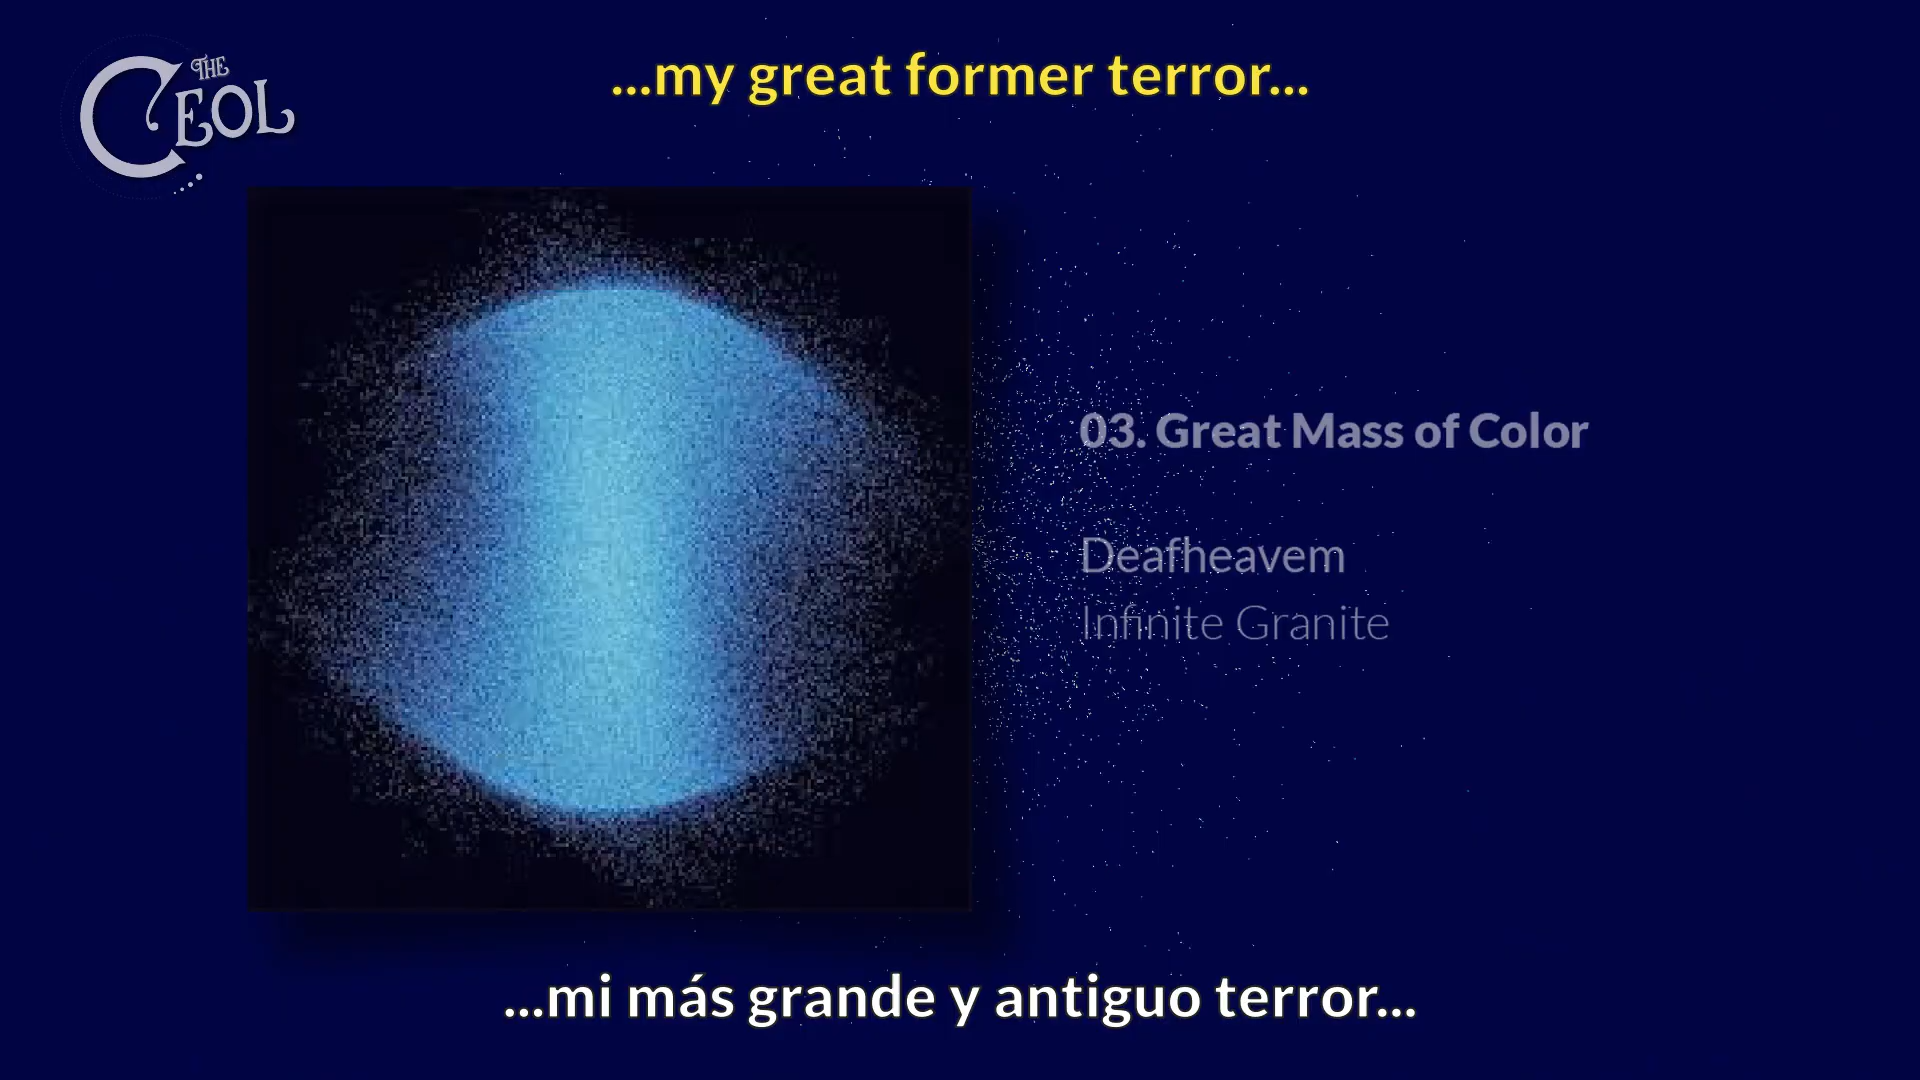 THE
CEOL
...my great former terror...
03. Great Mass of Color
Deafheavem
Infinite Granite
...mi más grande y antiguo terror...